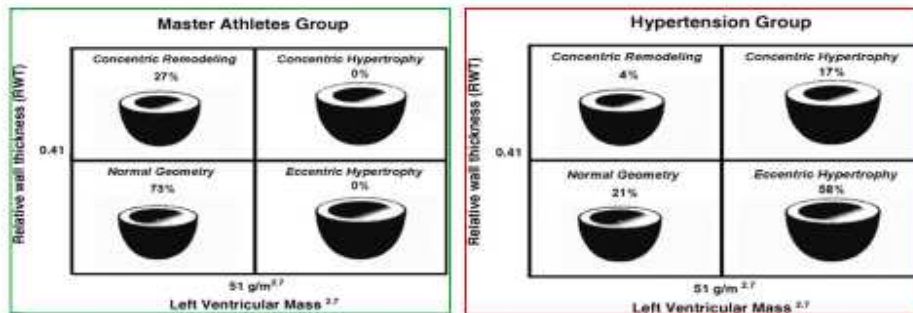 Master Athletes Group
Relative wall thickness (RWT)
Concentric Remodeling
27%
Concentric Hypertrophy
0%
0.41
Normal Geometry
73%
Eccentric Hypertrophy
0%
51 g/m2.7
Left Ventricular Mass 2.7
Hypertension Group
Relative wall thickness (RWT)
Concentric Remodeling
4%
Concentric Hypertrophy
17%
0.41
Normal Geometry
21%
Eccentric Hypertrophy
58%
51 g/m2.7
Left Ventricular Mass 2.7